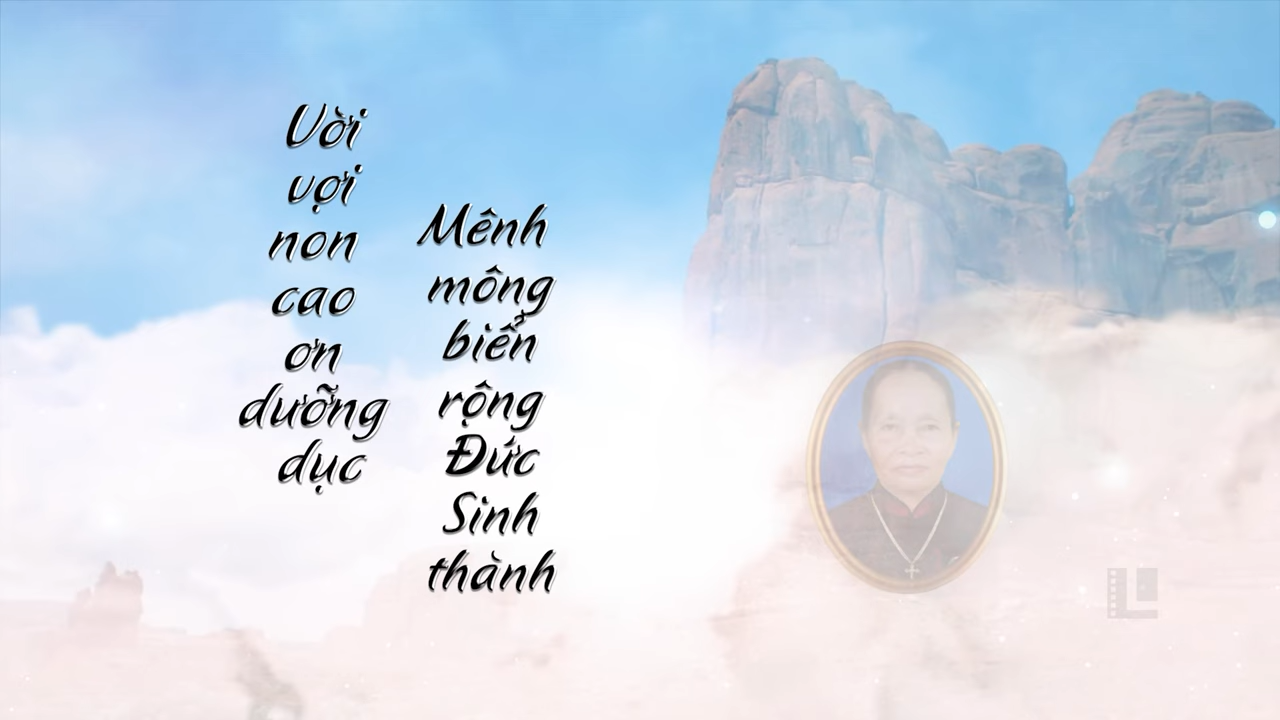 Vời
vợi
non
cao
ơn
dưỡng
dục
Mênh
mông
biển
rộng
Đức
Sinh
thành